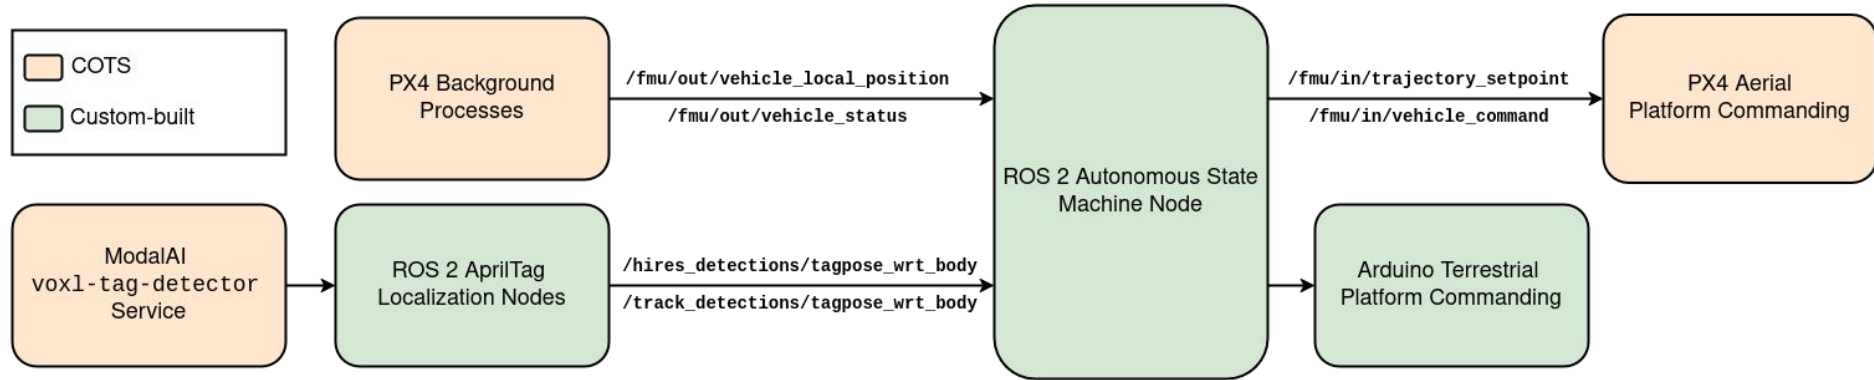 COTS
Custom-built
PX4 Background
Processes
/fmu/out/vehicle_local_position
/fmu/out/vehicle_status
ROS 2 Autonomous State
Machine Node
/fmu/in/trajectory_setpoint
/fmu/in/vehicle_command
PX4 Aerial
Platform Commanding
ModalAI
voxl-tag-detector
Service
ROS 2 AprilTag
Localization Nodes
/hires_detections/tagpose_wrt_body
/track_detections/tagpose_wrt_body
Arduino Terrestrial
Platform Commanding